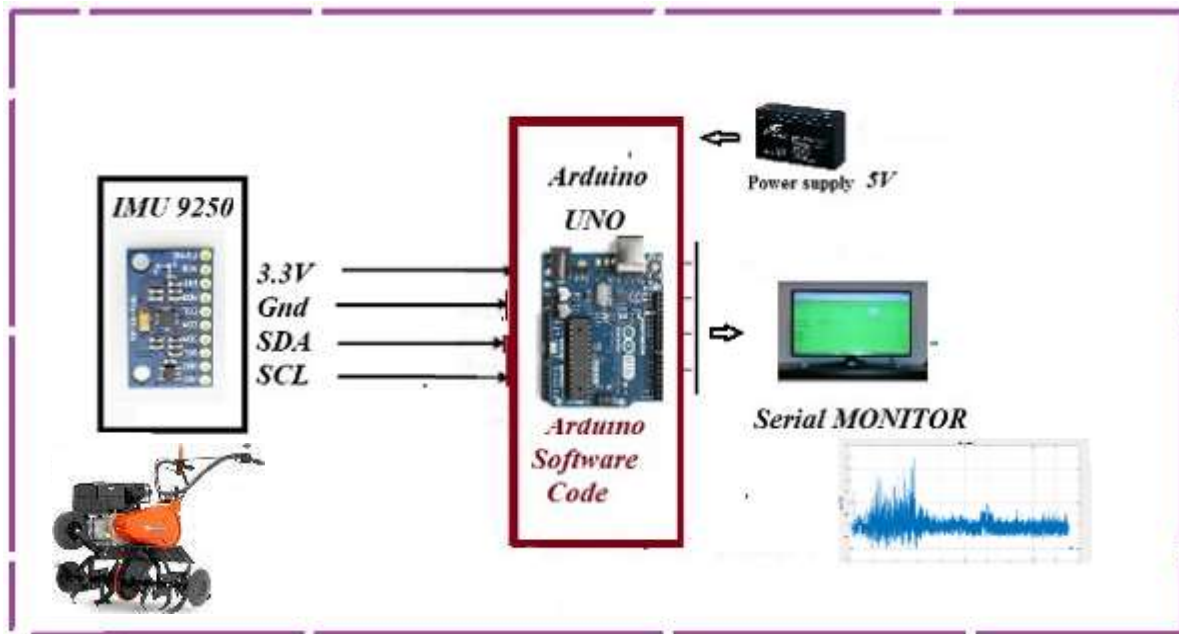 IMU 9250
3.3V
Gnd
SDA
SCL
Arduino
UNO
Arduino
Software
Code
Power supply 5V
Serial MONITOR